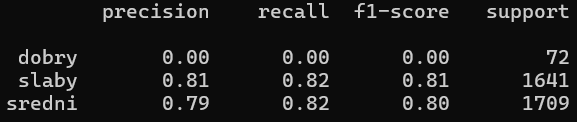 precision recall f1-score support
dobry 0.00 0.00 0.00 72
slaby 0.81 0.82 0.81 1641
sredni 0.79 0.82 0.80 1709